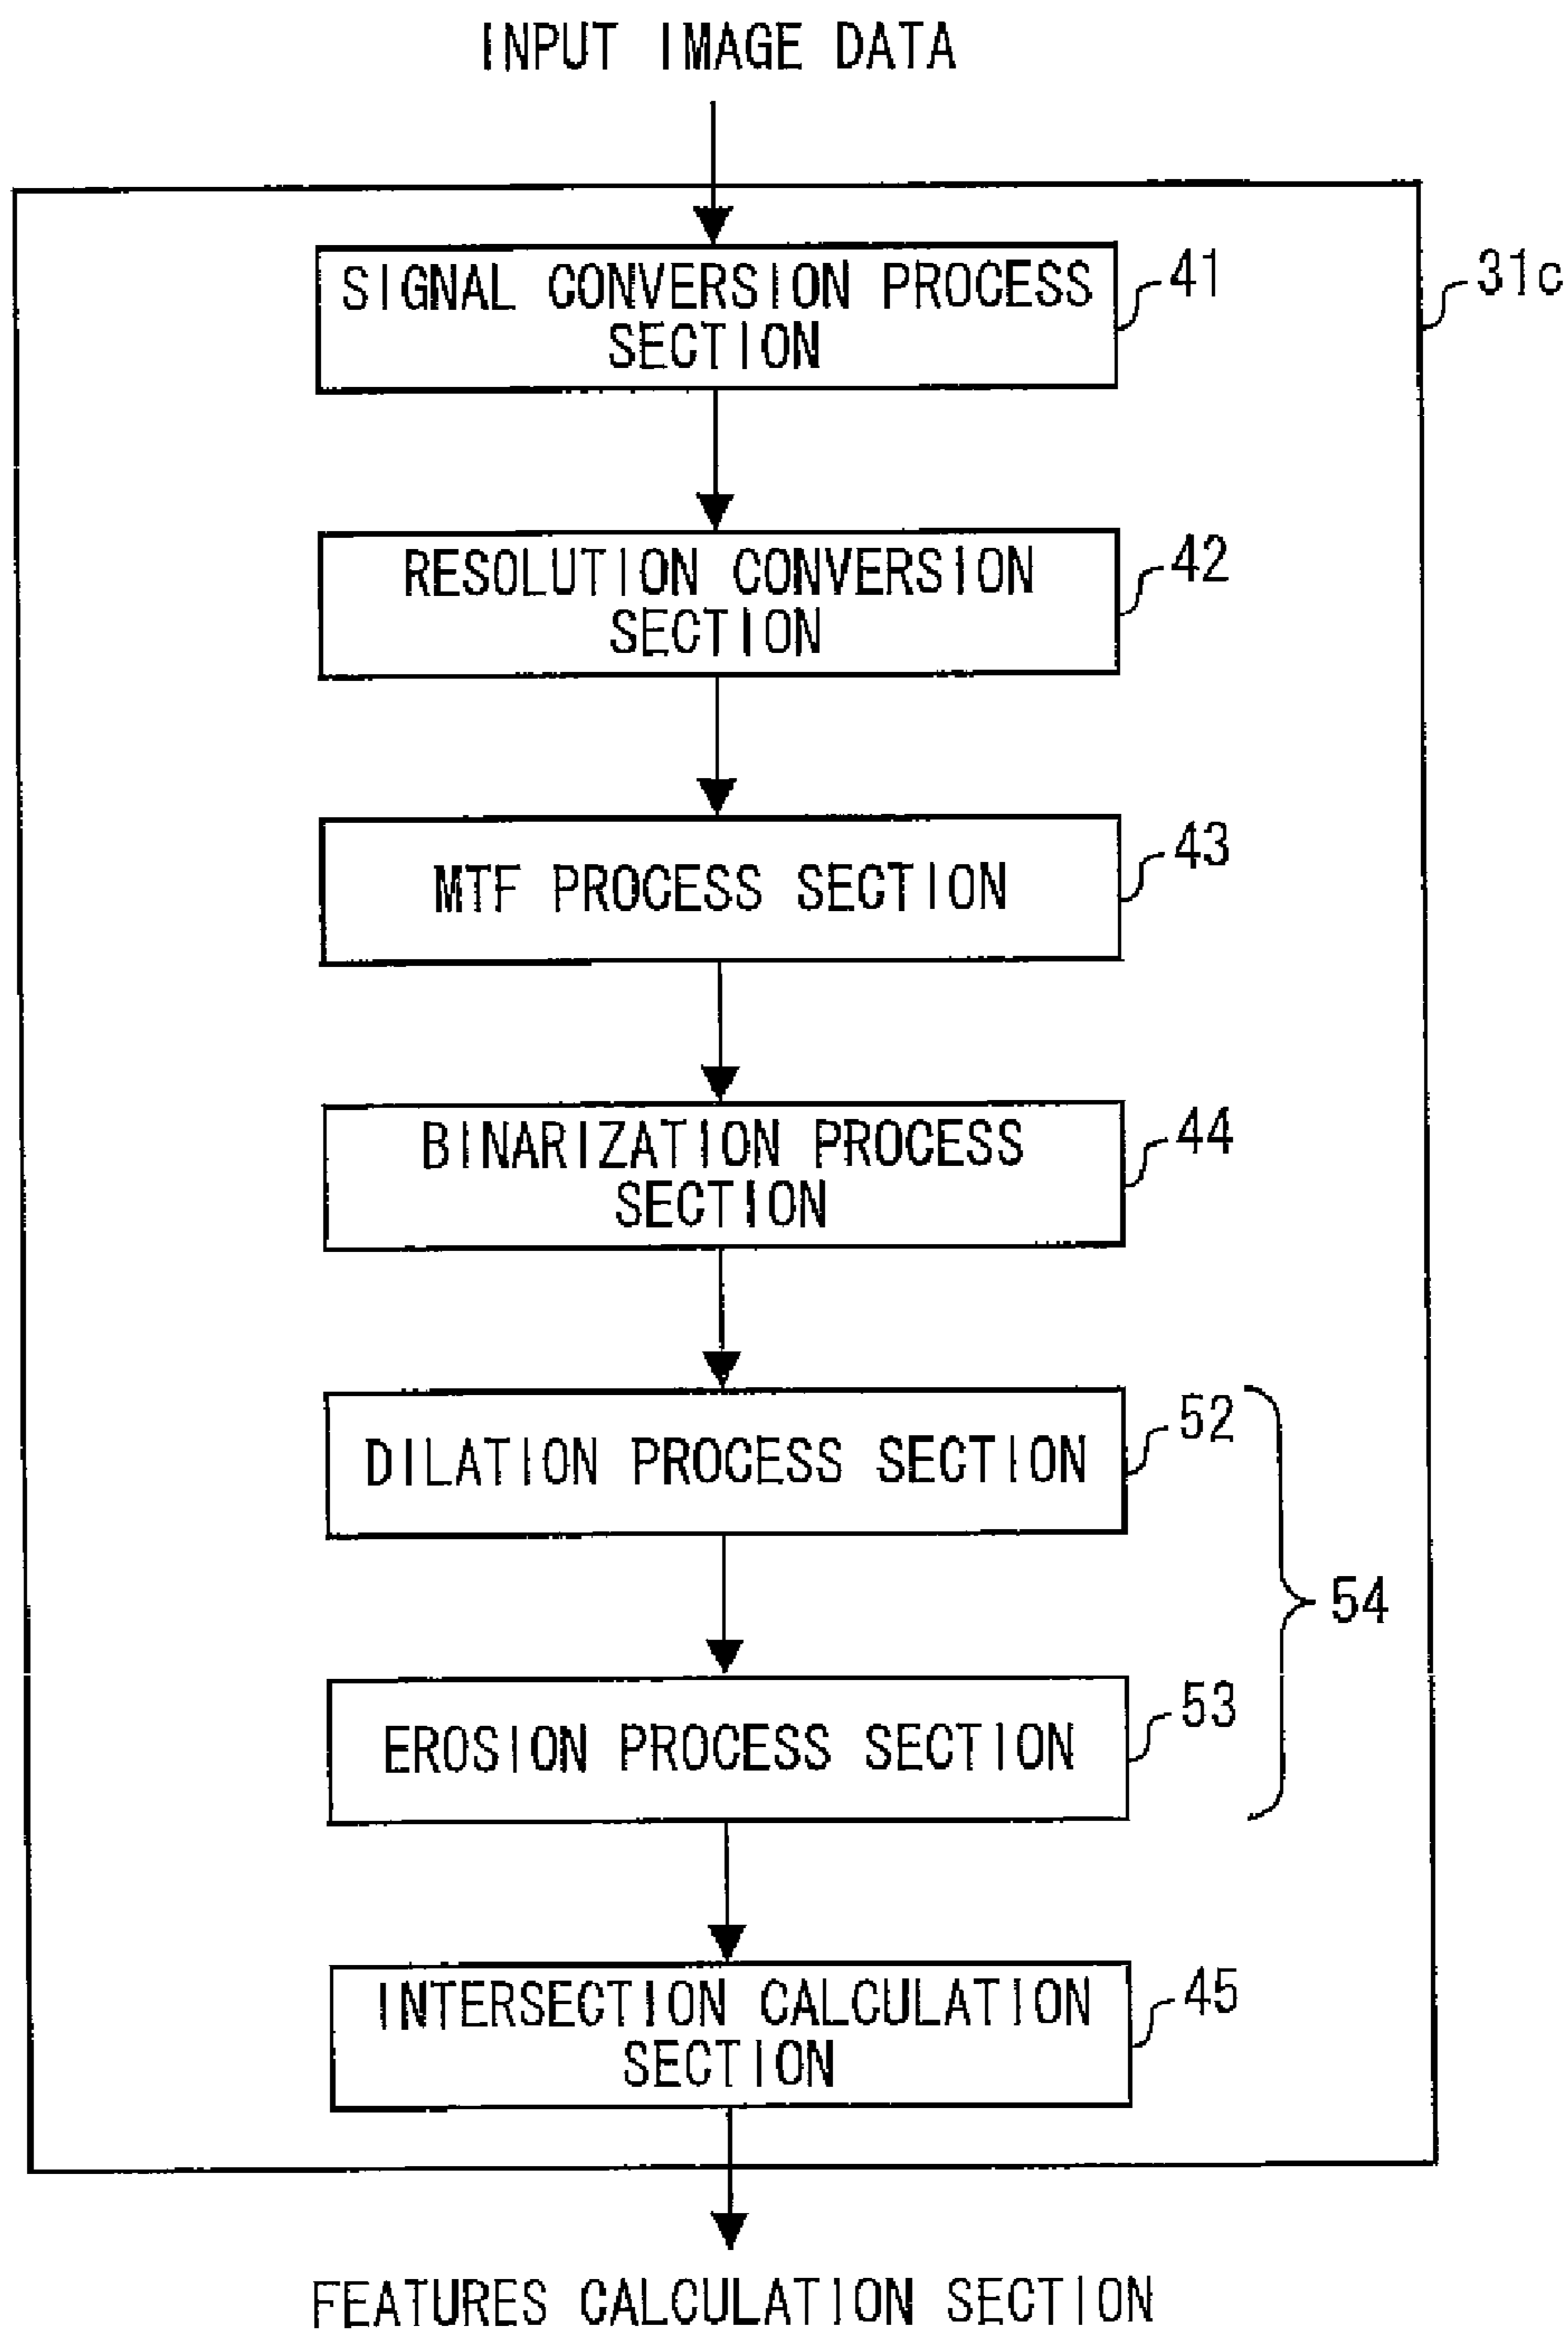 INPUT IMAGE DATA
31c
SIGNAL CONVERSION PROCESS
SECTION
41
RESOLUTION CONVERSION
SECTION
42
MTF PROCESS SECTION
43
BINARIZATION PROCESS
SECTION
44
DILATION PROCESS SECTION
52
54
EROSION PROCESS SECTION
53
INTERSECTION CALCULATION
SECTION
45
FEATURES CALCULATION SECTION